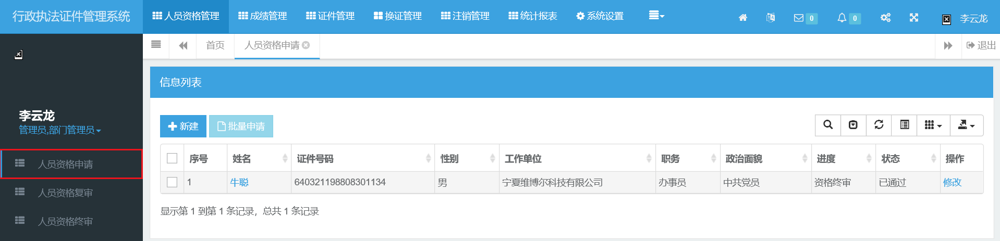 行政执法证件管理系统 人员资格管理 成绩管理 证件管理 换证管理 注销管理 统计报表 系统设置 0 0 李云龙
首页 人员资格申请 退出
信息列表
李云龙
管理员,部门管理员
新建 批量申请
人员资格申请
人员资格复审
人员资格终审
序号 姓名 证件号码 性别 工作单位 职务 政治面貌 进度 状态 操作
1 牛聪 640321198808301134 男 宁夏维博尔科技有限公司 办事员 中共党员 资格终审 已通过 修改
显示第 1 到第 1 条记录，总共 1 条记录